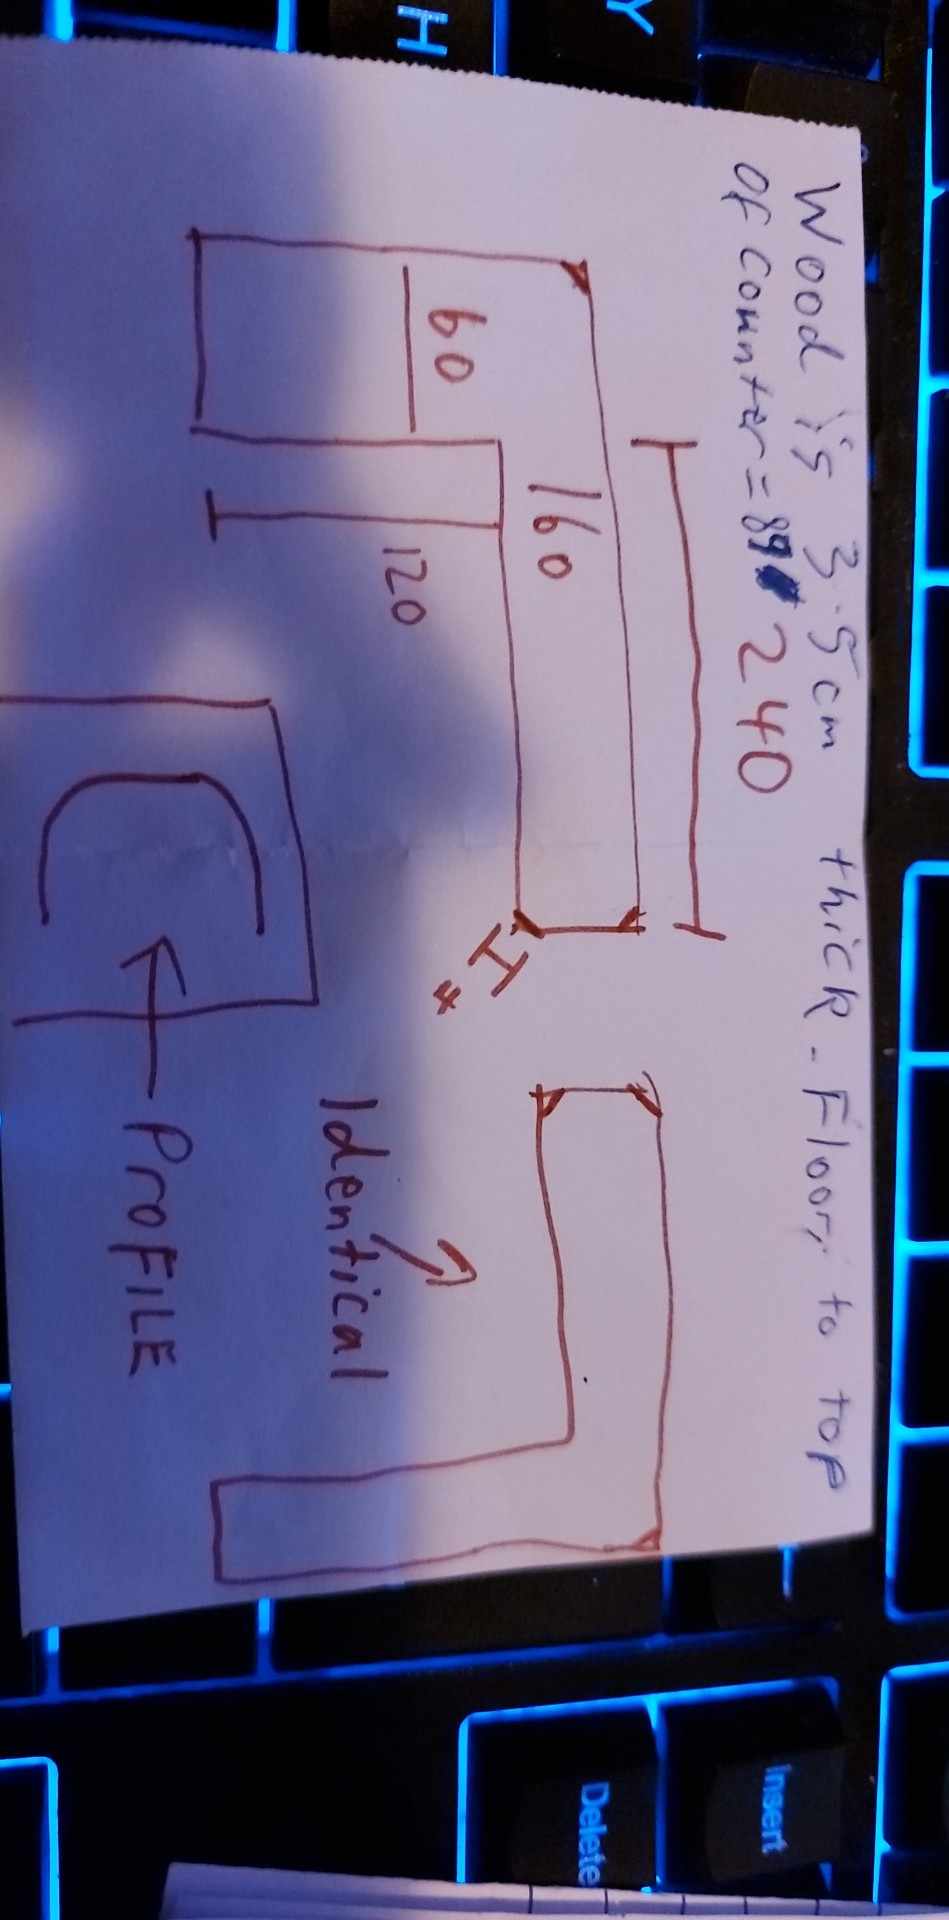 Wood is 3.5cm thick - Floor, to top
of counter = 89
240
160
60
120
*
Identical
PROFILE
Y
H
Insert
Delete